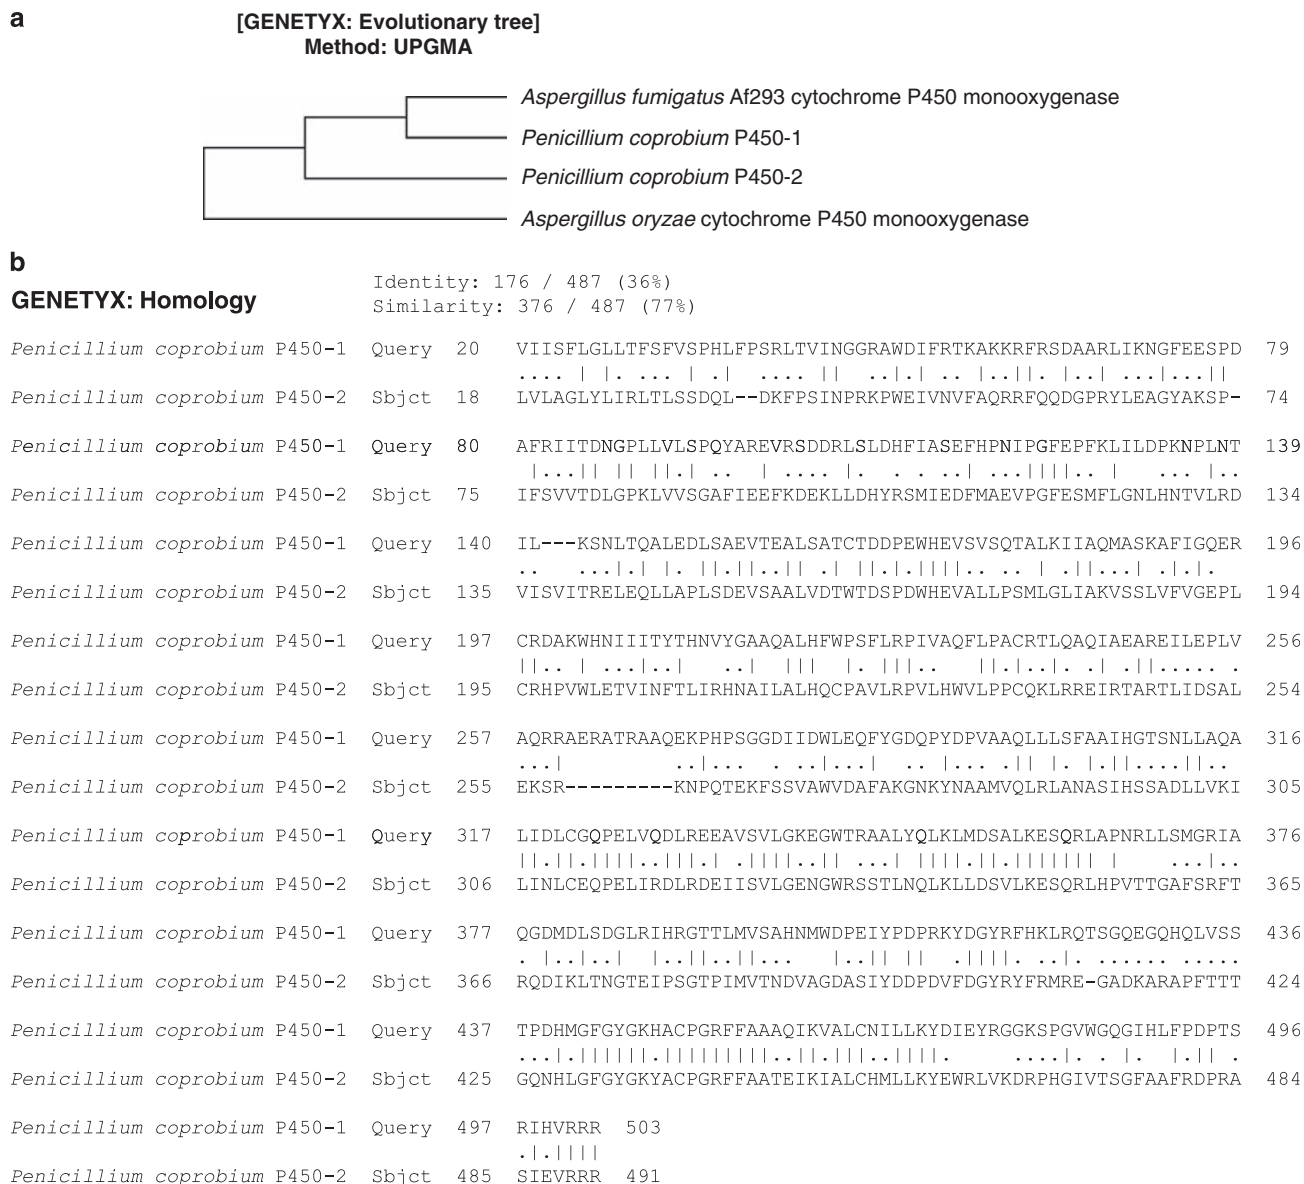 a
[GENETYX: Evolutionary tree]
Method: UPGMA
Aspergillus fumigatus Af293 cytochrome P450 monooxygenase
Penicillium coprobium P450-1
Penicillium coprobium P450-2
Aspergillus oryzae cytochrome P450 monooxygenase
b
GENETYX: Homology
Identity: 176 / 487 (36%)
Similarity: 376 / 487 (77%)
Penicillium coprobium P450-1 Query 20 VIISFLGLLTFSFVSPHLFPSRLTVINGGRAWDIFRTKAKKRFRSDAARLIKNGFEESPD 79
.... | |. ... | .| .... || ..|.| .. |..||. |..| ...|...||
Penicillium coprobium P450-2 Sbjct 18 LVLAGLYLIRLTLSSDQL--DKFPSINPRKPWEIVNVFAQRRFQQDGPRYLEAGYAKSP- 74
Penicillium coprobium P450-1 Query 80 AFRIITDNGPLLVLSPQYAREVRSDDRLSLDHFIASEFHPNIPGFEPFKLILDPKNPLNT 139
|...|| || ||.| .. | .... |. . . .. .||||.. | ... |..
Penicillium coprobium P450-2 Sbjct 75 IFSVVTDLGPKLVVSGAFIEEFKDEKLLDHYRSMIEDFMAEVPGFESMFLGNLHNTVLRD 134
Penicillium coprobium P450-1 Query 140 IL---KSNLTQALEDLSAEVTEALSATCTDDPEWHEVSVSQTALKIIAQMASKAFIGQER 196
.. ...|.| |. ||.||..|| .| ||.|.||||.. .. | .||...| .|.|.
Penicillium coprobium P450-2 Sbjct 135 VISVITRELEQLLAPLSDEVSAALVDTWTDSPDWHEVALLPSMLGLIAKVSSLVFVGEPL 194
Penicillium coprobium P450-1 Query 197 CRDAKWHNIIITYTHNVYGAAQALHFWPSFLRPIVAQFLPACRTLQAQIAEAREILEPLV 256
||.. | ...|..| ..| ||| |. |||.. ||.|..| .| .||..... .
Penicillium coprobium P450-2 Sbjct 195 CRHPVWLETVINFTLIRHNAILALHQCPAVLRPVLHWVLPPCQKLRREIRTARTLIDSAL 254
Penicillium coprobium P450-1 Query 257 AQRRAERATRAAQEKPHPSGGDIIDWLEQFYGDQPYDPVAAQLLLSFAAIHGTSNLLAQA 316
...| ..|... .. |... | .. |...|| |. |.||....||..
Penicillium coprobium P450-2 Sbjct 255 EKSR---------KNPQTEKFSSVAWVDAFAKGNKYNAAMVQLRLANASIHSSADLLVKI 305
Penicillium coprobium P450-1 Query 317 LIDLCGQPELVQDLREEAVSVLGKEGWTRAALYQLKLMDSALKESQRLAPNRLLSMGRIA 376
||.||.||||..|||.| .||||..|| ... ||||.||.|||||||| | ...|..
Penicillium coprobium P450-2 Sbjct 306 LINLCEQPELIRDLRDEIISVLGENGWRSSTLNQLKLLDSVLKESQRLHPVTTGAFSRFT 365
Penicillium coprobium P450-1 Query 377 QGDMDLSDGLRIHRGTTLMVSAHNMWDPEIYPDPRKYDGYRFHKLRQTSGQEGQHQLVSS 436
. |..|..| | |..||..|| .|..|| || .||||. |.. |. ... .. .....
Penicillium coprobium P450-2 Sbjct 366 RQDIKLTNGTEIPSGTPIMVTNDVAGDASIYDDPDVFDGYRYFRMRE-GADKARAPFTTT 424
Penicillium coprobium P450-1 Query 437 TPDHMGFGYGKHACPGRFFAAAQIKVALCNILLKYDIEYRGGKSPGVWGQGIHLFPDPTS 496
...|.||||||.||||||||||..||.|||..||||. ....|. . |. . |.|| .
Penicillium coprobium P450-2 Sbjct 425 GQNHLGFGYGKYACPGRFFAATEIKIALCHMLLKYEWRLVKDRPHGIVTSGFAAFRDPRA 484
Penicillium coprobium P450-1 Query 497 RIHVRRR 503
.|.||||
Penicillium coprobium P450-2 Sbjct 485 SIEVRRR 491